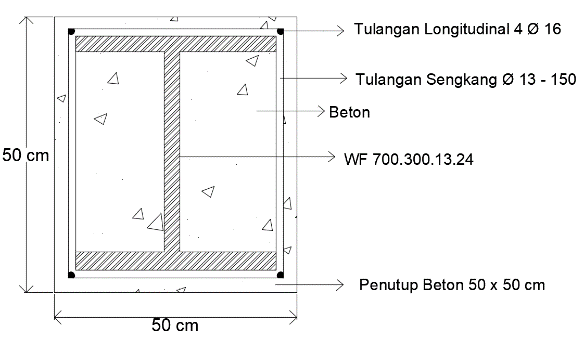 Tulangan Longitudinal 4 Ø 16
Tulangan Sengkang Ø 13 - 150
Beton
50 cm
WF 700.300.13.24
Penutup Beton 50 x 50 cm
50 cm